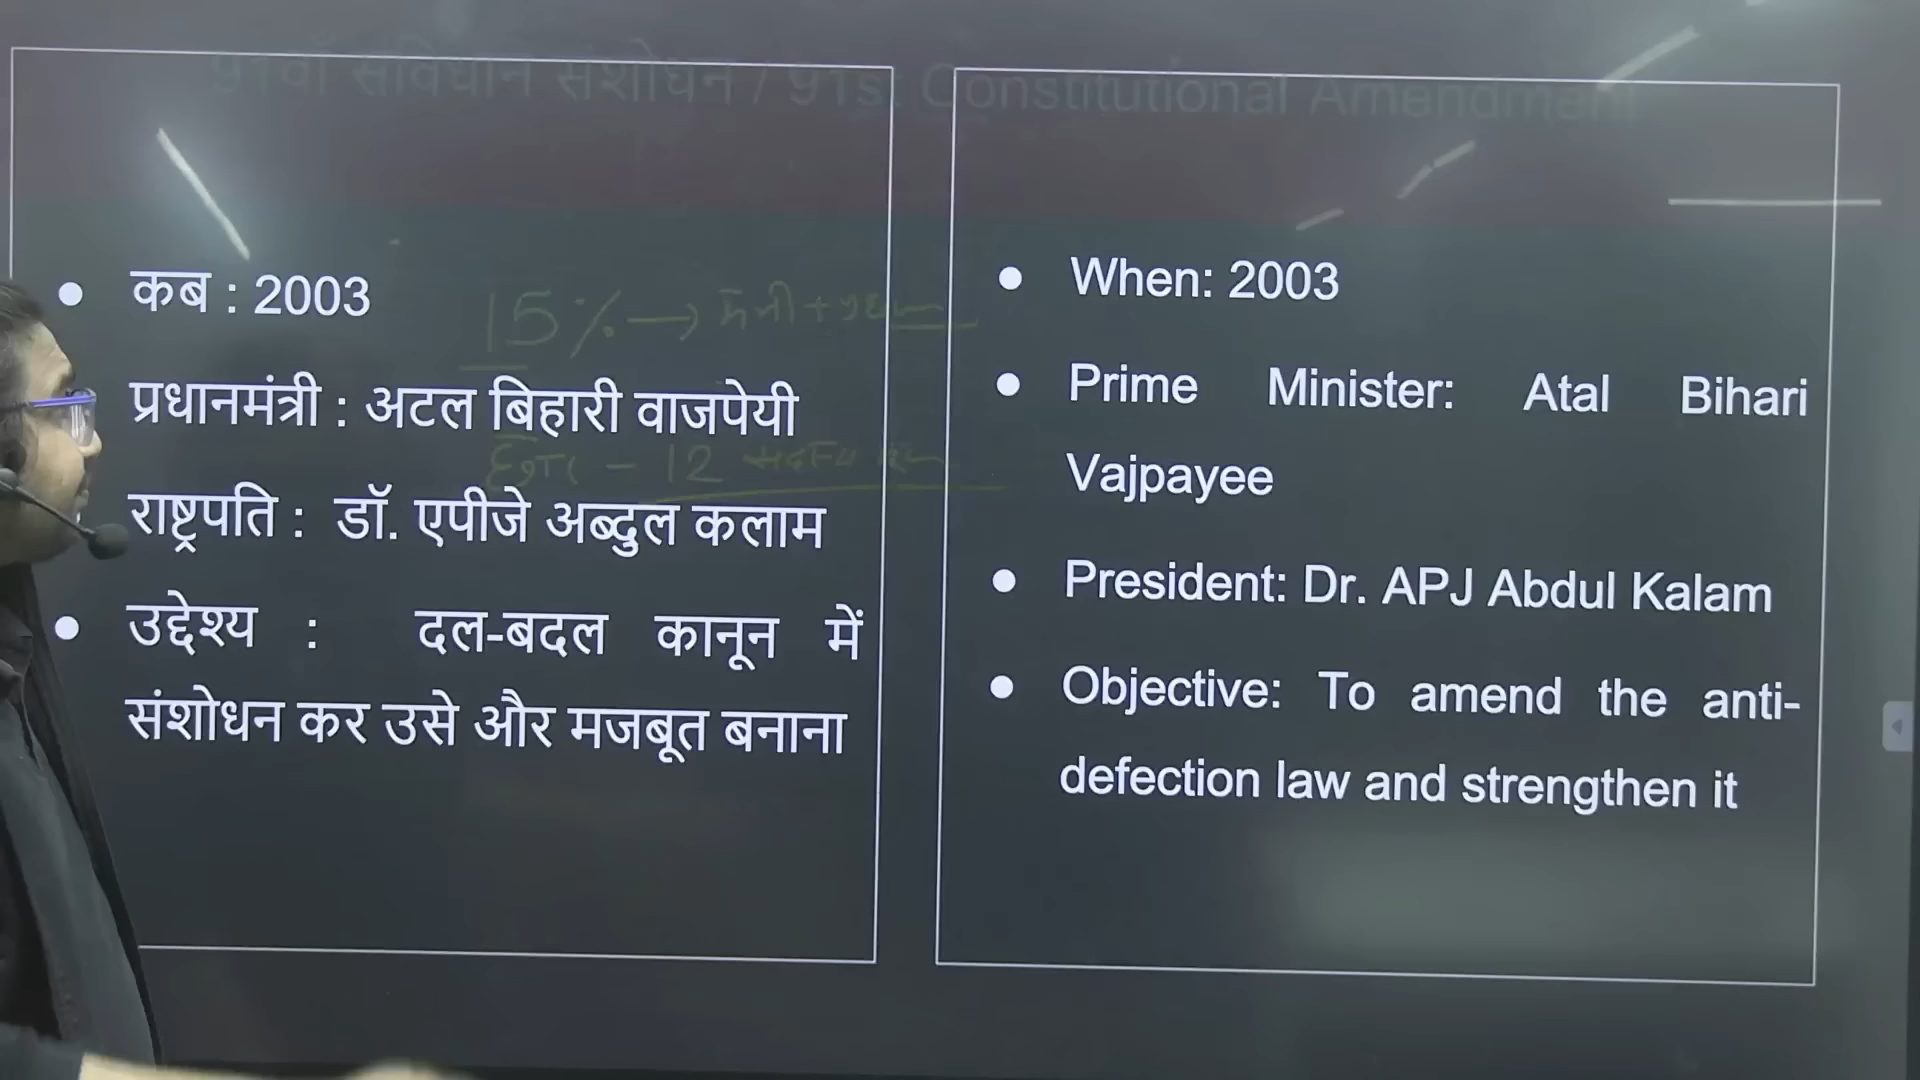 91वाँ संविधान संशोधन / 91st Constitutional Amendment
कब : 2003
15% →
प्रधानमंत्री : अटल बिहारी वाजपेयी
12
राष्ट्रपति : डॉ. एपीजे अब्दुल कलाम
उद्देश्य : दल-बदल कानून में
संशोधन कर उसे और मजबूत बनाना
When: 2003
Prime Minister: Atal Bihari
Vajpayee
President: Dr. APJ Abdul Kalam
Objective: To amend the anti-
defection law and strengthen it